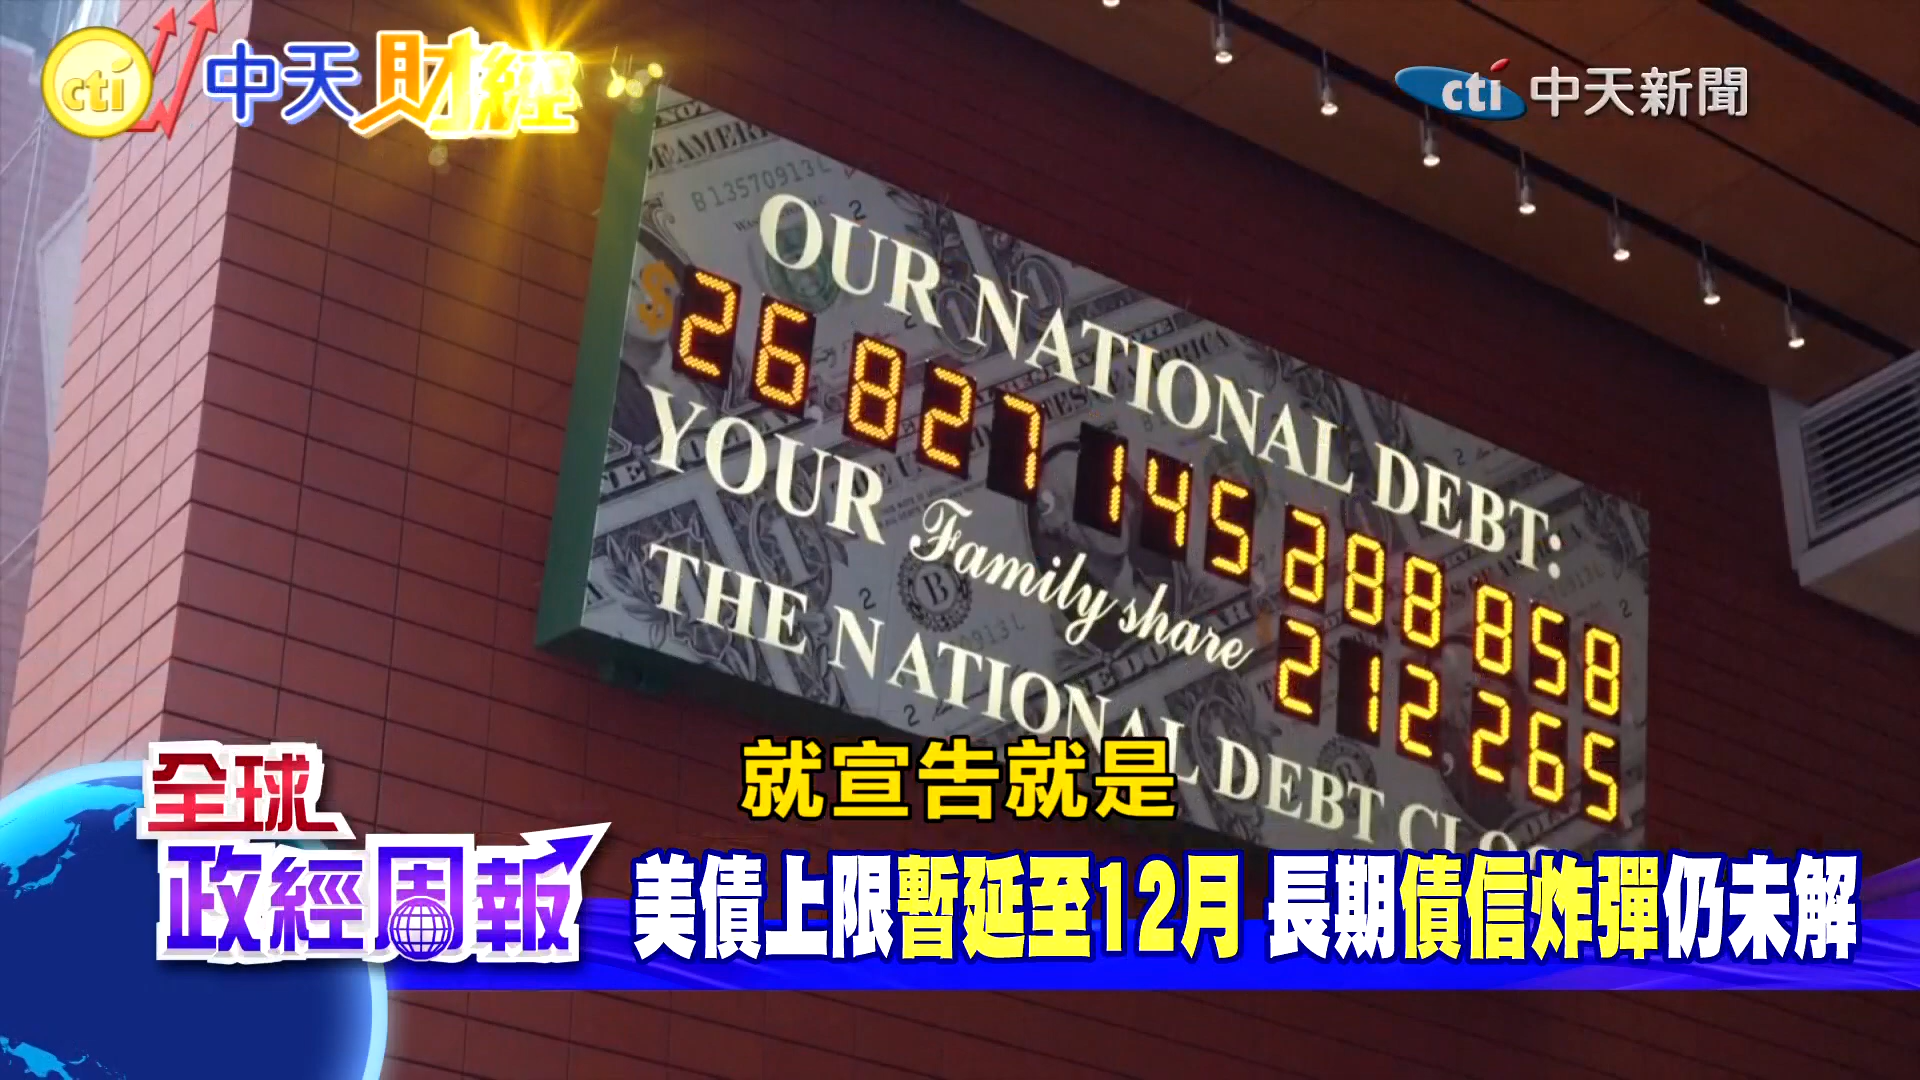 cti 中天財經
cti 中天新聞
OUR NATIONAL DEBT:
$26,827,145,388,858
YOUR Family share $212,265
THE NATIONAL DEBT
就宣告就是
全球
政經周報
美債上限暫延至12月 長期債信炸彈仍未解